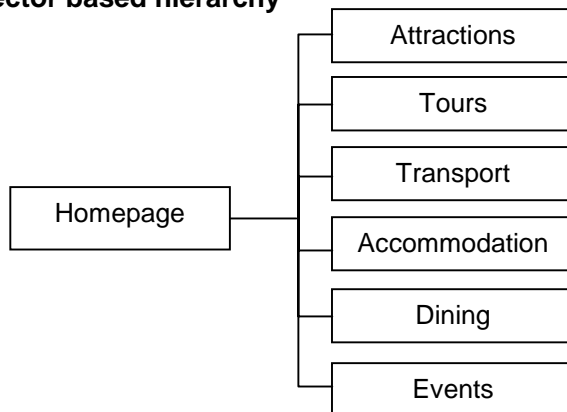 ector based hierarchy
Attractions
Tours
Transport
Homepage
Accommodation
Dining
Events